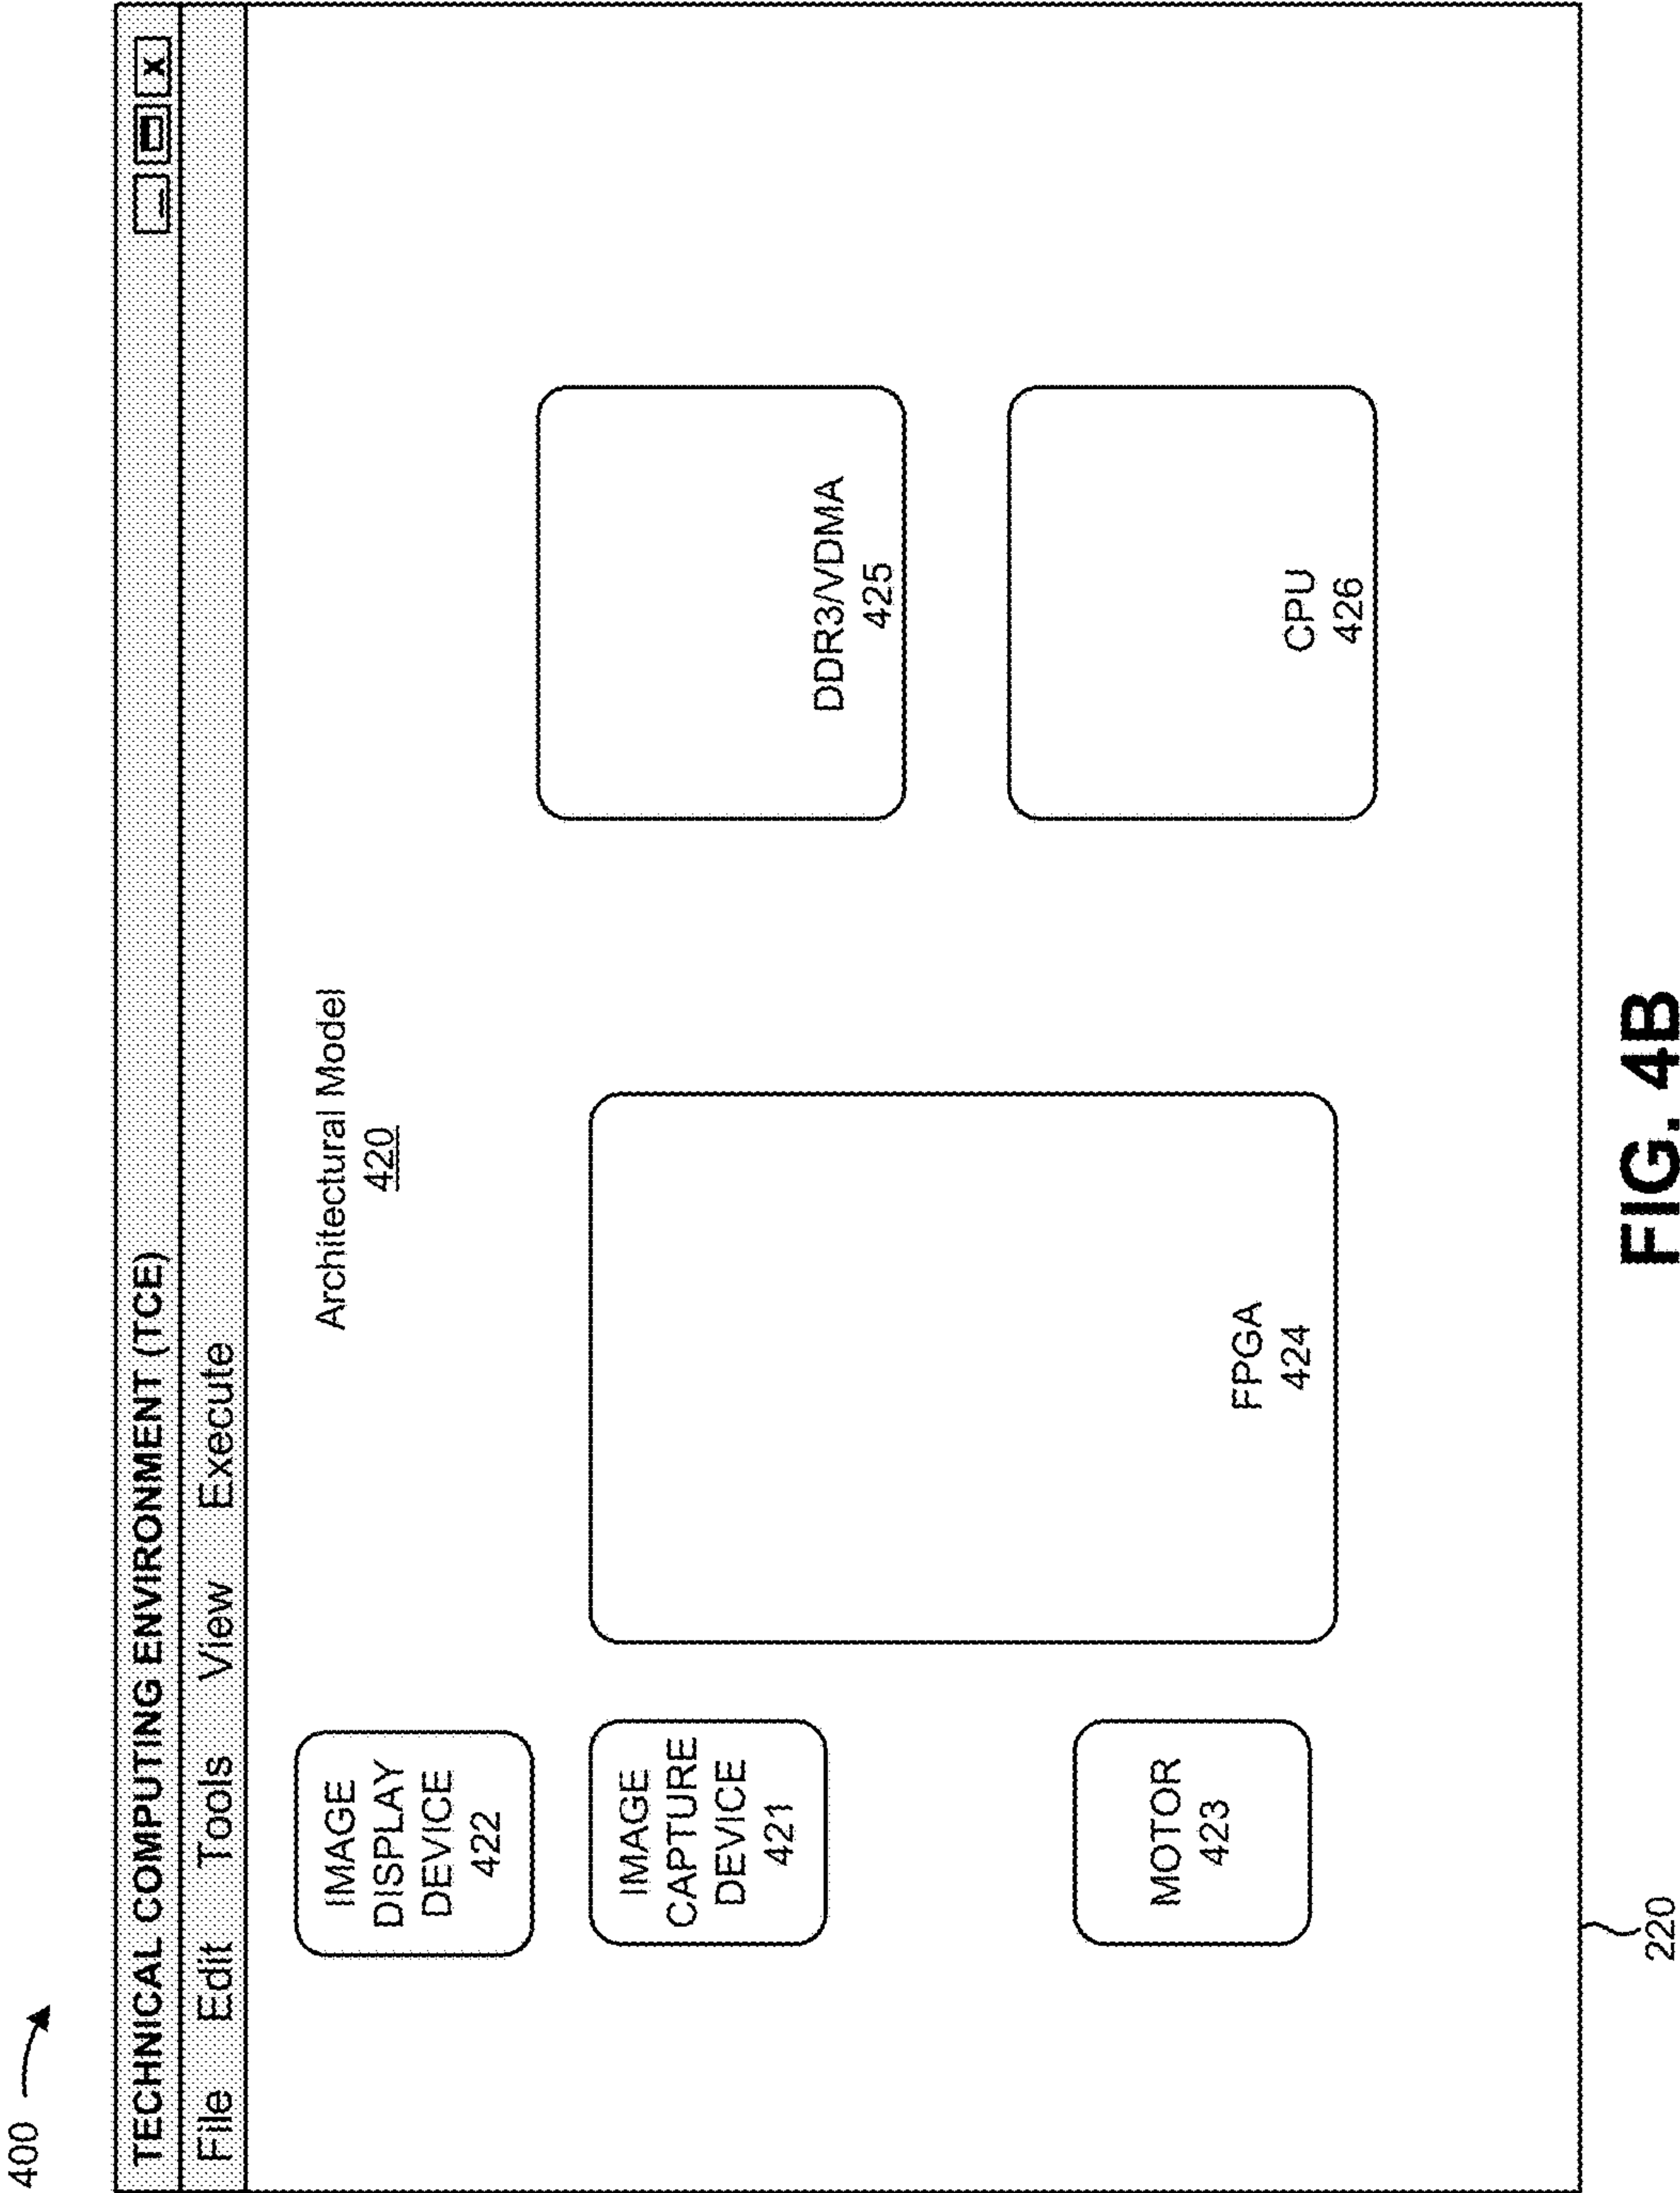 400
TECHNICAL COMPUTING ENVIRONMENT (TCE)
_ X
File Edit Tools View Execute
Architectural Model
420
IMAGE
DISPLAY
DEVICE
422
IMAGE
CAPTURE
DEVICE
421
MOTOR
423
FPGA
424
DDR3/VDMA
425
CPU
426
220
FIG. 4B